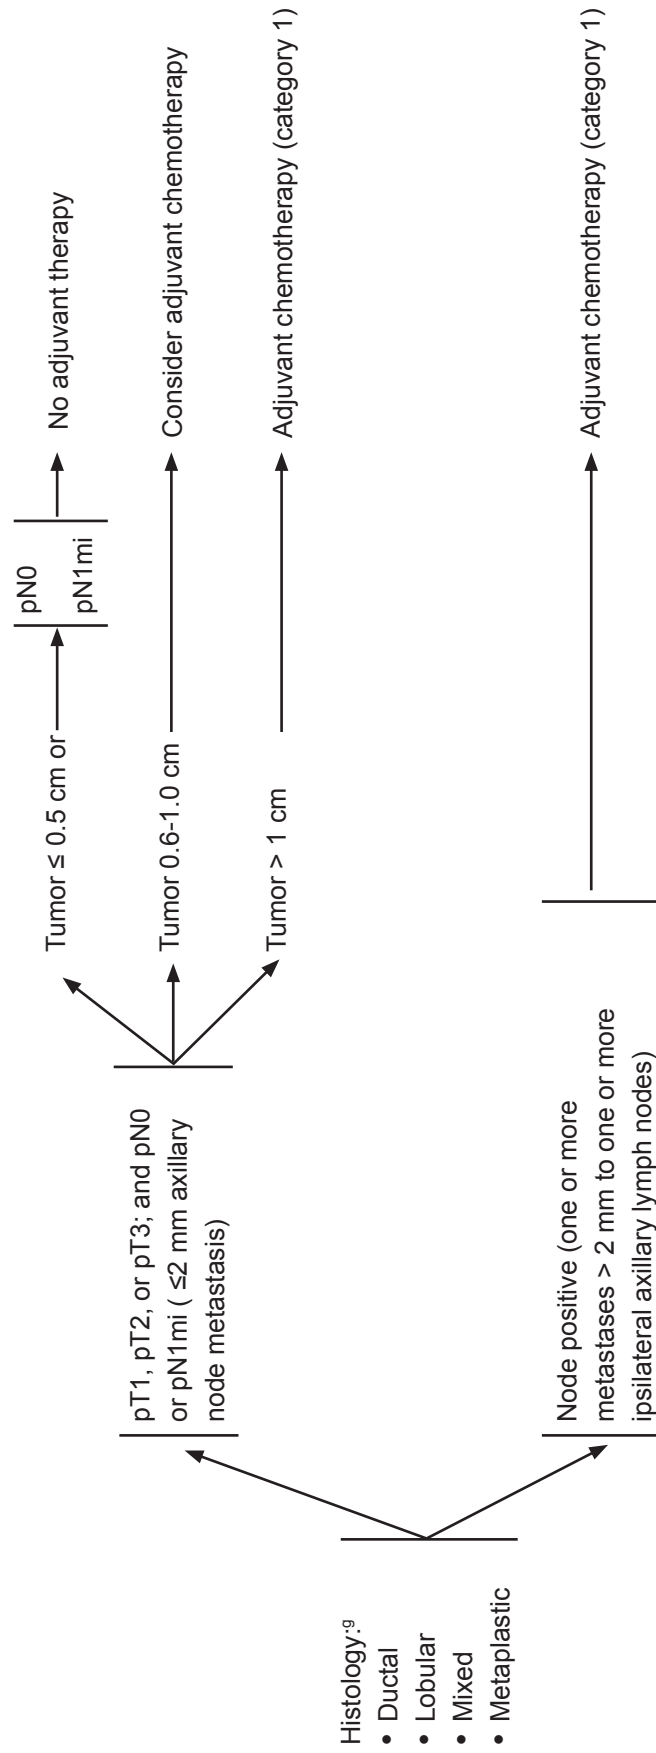 Histology:g
• Ductal
• Lobular
• Mixed
• Metaplastic
pT1, pT2, or pT3; and pN0
or pN1mi ( ≤2 mm axillary
node metastasis)
Tumor ≤ 0.5 cm or
pN0
pN1mi
No adjuvant therapy
Tumor 0.6-1.0 cm
Consider adjuvant chemotherapy
Tumor > 1 cm
Adjuvant chemotherapy (category 1)
Node positive (one or more
metastases > 2 mm to one or more
ipsilateral axillary lymph nodes)
Adjuvant chemotherapy (category 1)